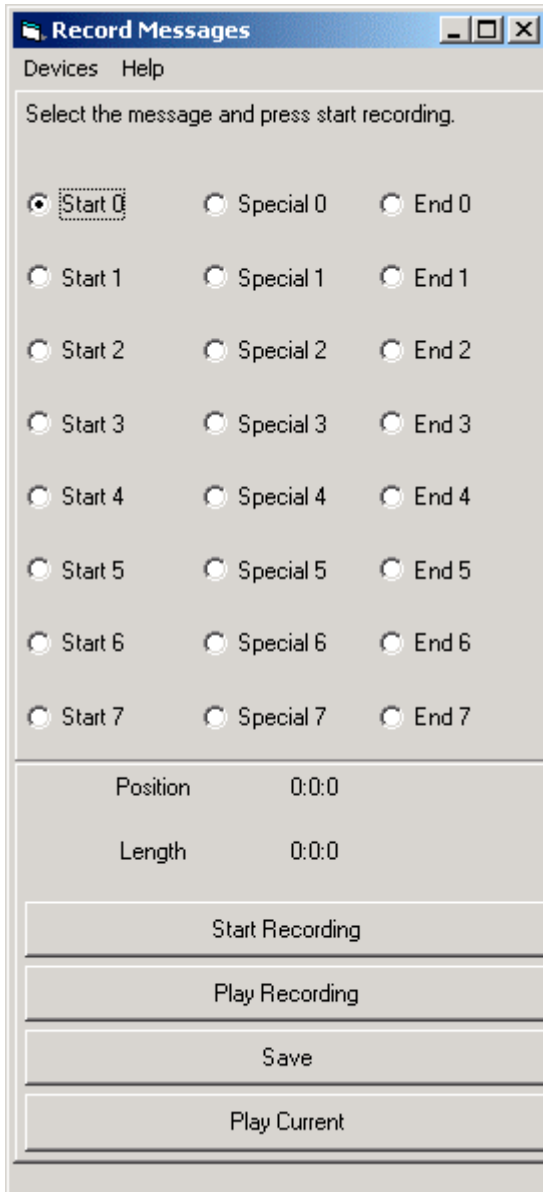 Record Messages
Devices Help
Select the message and press start recording.
Start 0 Special 0 End 0
Start 1 Special 1 End 1
Start 2 Special 2 End 2
Start 3 Special 3 End 3
Start 4 Special 4 End 4
Start 5 Special 5 End 5
Start 6 Special 6 End 6
Start 7 Special 7 End 7
Position 0:0:0
Length 0:0:0
Start Recording
Play Recording
Save
Play Current